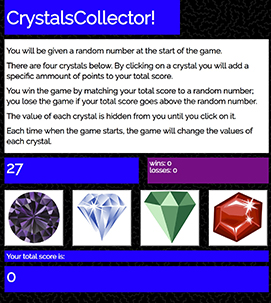 CrystalsCollector!
You will be given a random number at the start of the game.
There are four crystals below. By clicking on a crystal you will add a
specific ammount of points to your total score.
You win the game by matching your total score to a random number;
you lose the game if your total score goes above the random number.
The value of each crystal is hidden from you until you click on it.
Each time when the game starts, the game will change the values of
each crystal.
27
wins: 0
losses: 0
Your total score is:
0